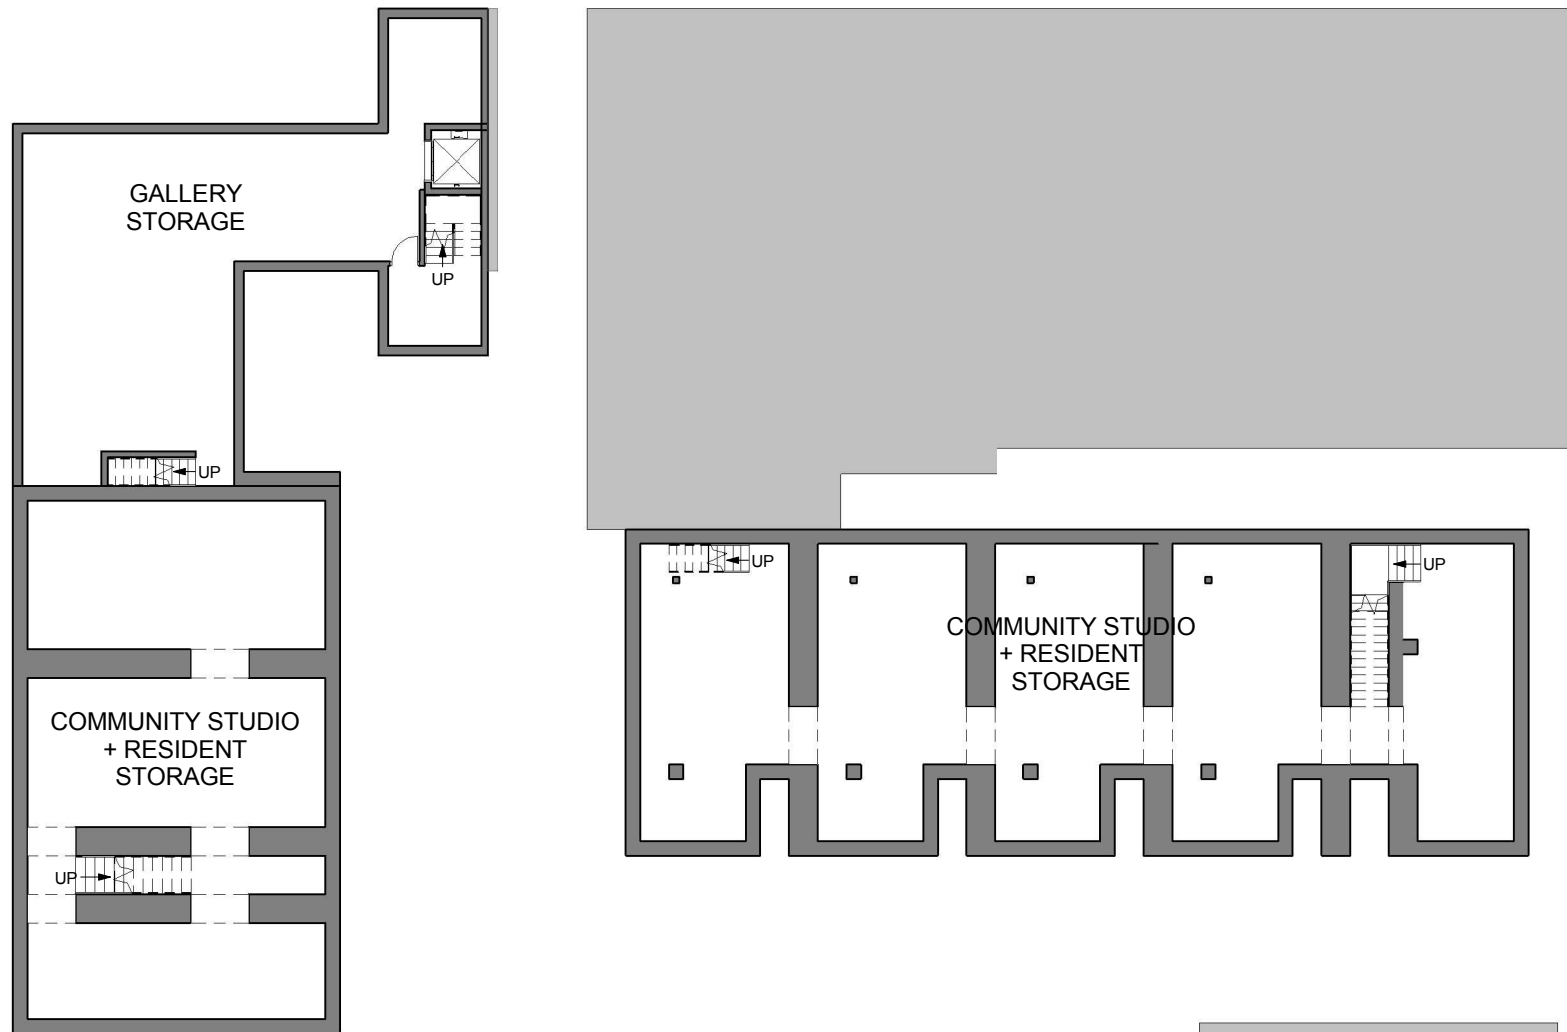 GALLERY
STORAGE
UP
UP
COMMUNITY STUDIO
+ RESIDENT
STORAGE
UP
UP
UP
COMMUNITY STUDIO
+ RESIDENT
STORAGE